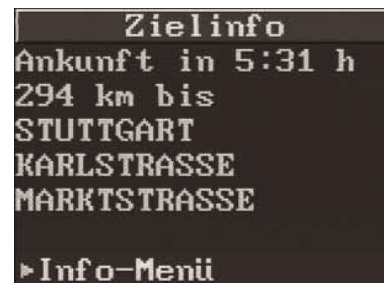 Zielinfo
Ankunft in 5:31 h
294 km bis
STUTTGART
KARLSTRASSE
MARKTSTRASSE
▸Info-Menü